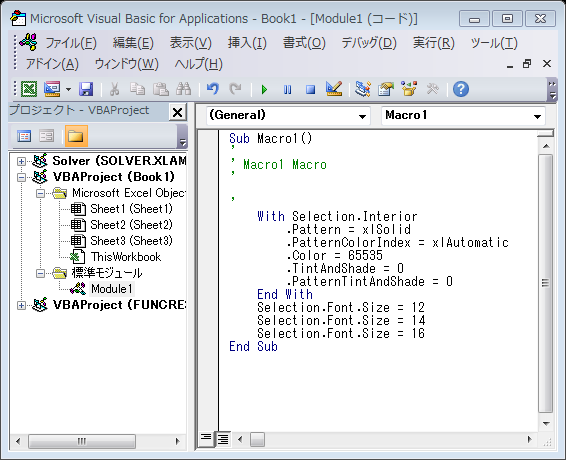 Microsoft Visual Basic for Applications - Book1 - [Module1 (コード)]
ファイル(F) 編集(E) 表示(V) 挿入(I) 書式(O) デバッグ(D) 実行(R) ツール(T)
アドイン(A) ウィンドウ(W) ヘルプ(H)
プロジェクト - VBAProject
Solver (SOLVER.XLAM
VBAProject (Book1)
Microsoft Excel Objec
Sheet1 (Sheet1)
Sheet2 (Sheet2)
Sheet3 (Sheet3)
ThisWorkbook
標準モジュール
Module1
VBAProject (FUNCRES
(General) Macro1
Sub Macro1()
'
' Macro1 Macro
'
'
With Selection.Interior
.Pattern = xlSolid
.PatternColorIndex = xlAutomatic
.Color = 65535
.TintAndShade = 0
.PatternTintAndShade = 0
End With
Selection.Font.Size = 12
Selection.Font.Size = 14
Selection.Font.Size = 16
End Sub